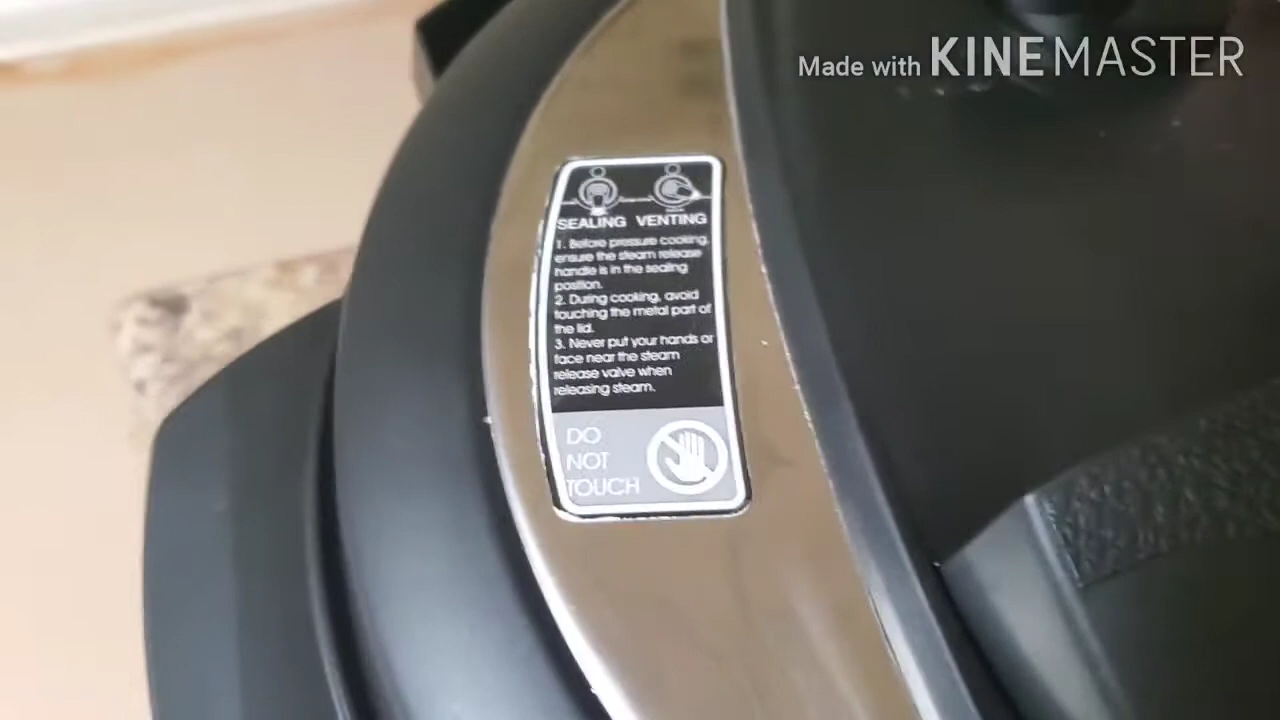 Made with KINEMASTER
SEALING VENTING
1. Before pressure cooking,
ensure the steam release
handle is in the sealing
position.
2. During cooking, avoid
touching the metal part of
the lid.
3. Never put your hands or
face near the steam
release valve when
releasing steam.
DO
NOT
TOUCH